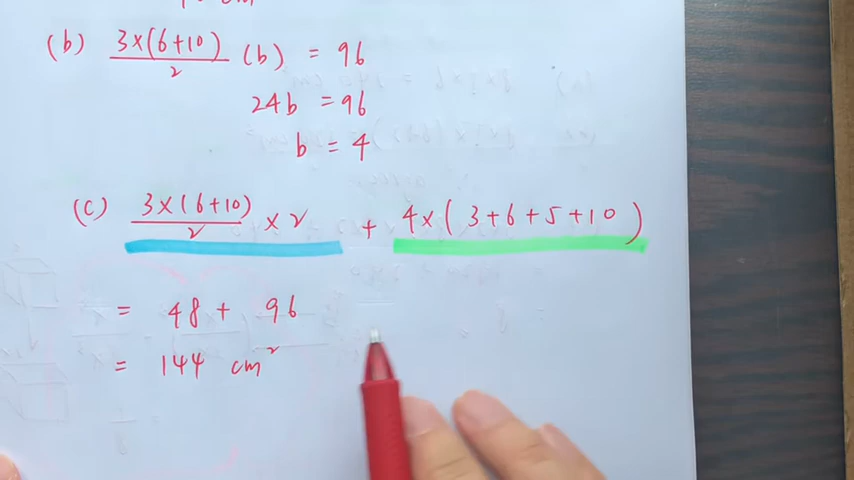 (b) 3×(6+10)/2 (b) = 96
24b = 96
b = 4
(c) 3×(6+10)/2 × 2 + 4×(3+6+5+10)
= 48 + 96
= 144 cm²